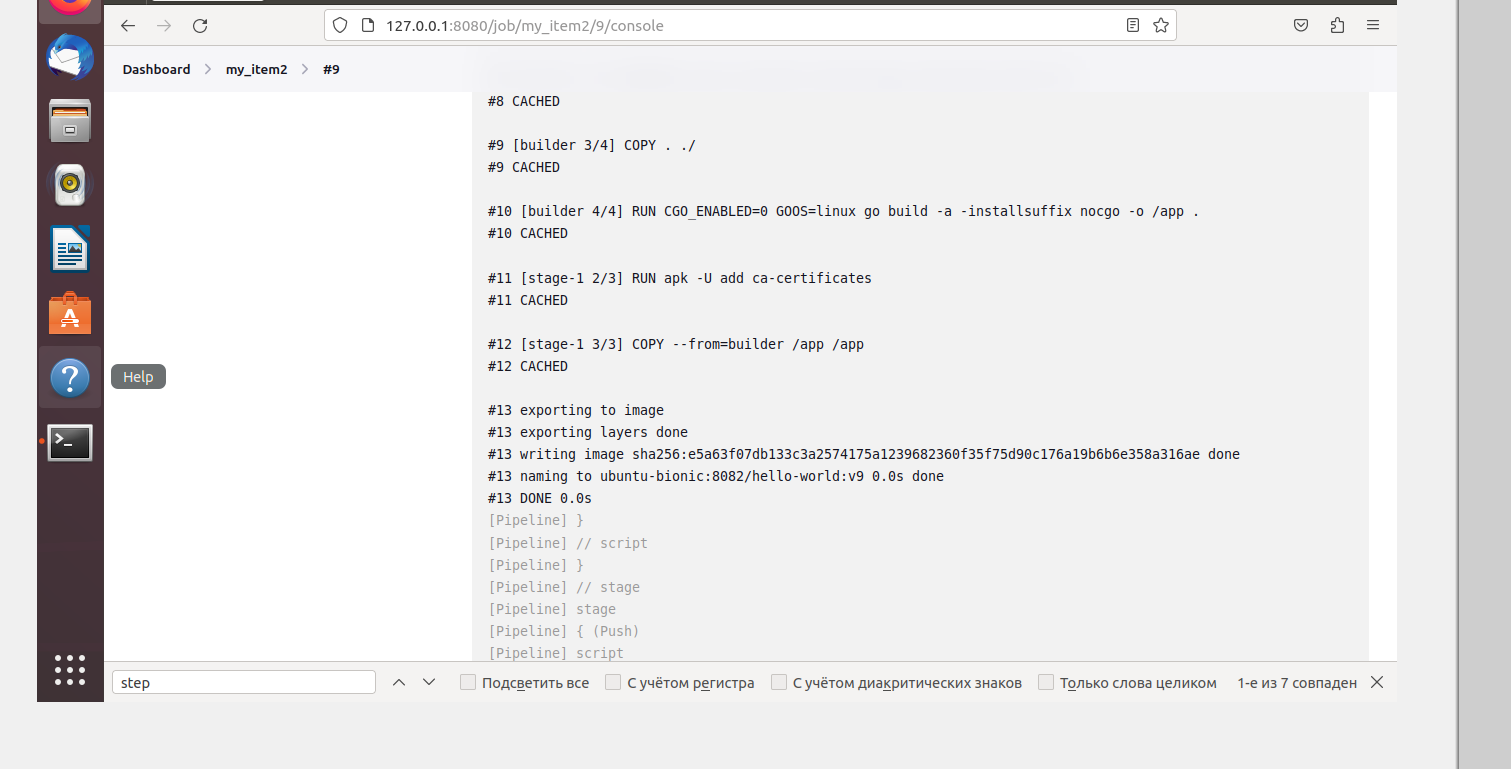 127.0.0.1:8080/job/my_item2/9/console
Dashboard > my_item2 > #9
#8 CACHED
#9 [builder 3/4] COPY . ./
#9 CACHED
#10 [builder 4/4] RUN CGO_ENABLED=0 GOOS=linux go build -a -installsuffix nocgo -o /app .
#10 CACHED
#11 [stage-1 2/3] RUN apk -U add ca-certificates
#11 CACHED
#12 [stage-1 3/3] COPY --from=builder /app /app
#12 CACHED
Help
#13 exporting to image
#13 exporting layers done
#13 writing image sha256:e5a63f07db133c3a2574175a1239682360f35f75d90c176a19b6b6e358a316ae done
#13 naming to ubuntu-bionic:8082/hello-world:v9 0.0s done
#13 DONE 0.0s
[Pipeline] }
[Pipeline] // script
[Pipeline] }
[Pipeline] // stage
[Pipeline] stage
[Pipeline] { (Push)
[Pipeline] script
step Подсветить все С учётом регистра С учётом диакритических знаков Только слова целиком 1-е из 7 совпаден